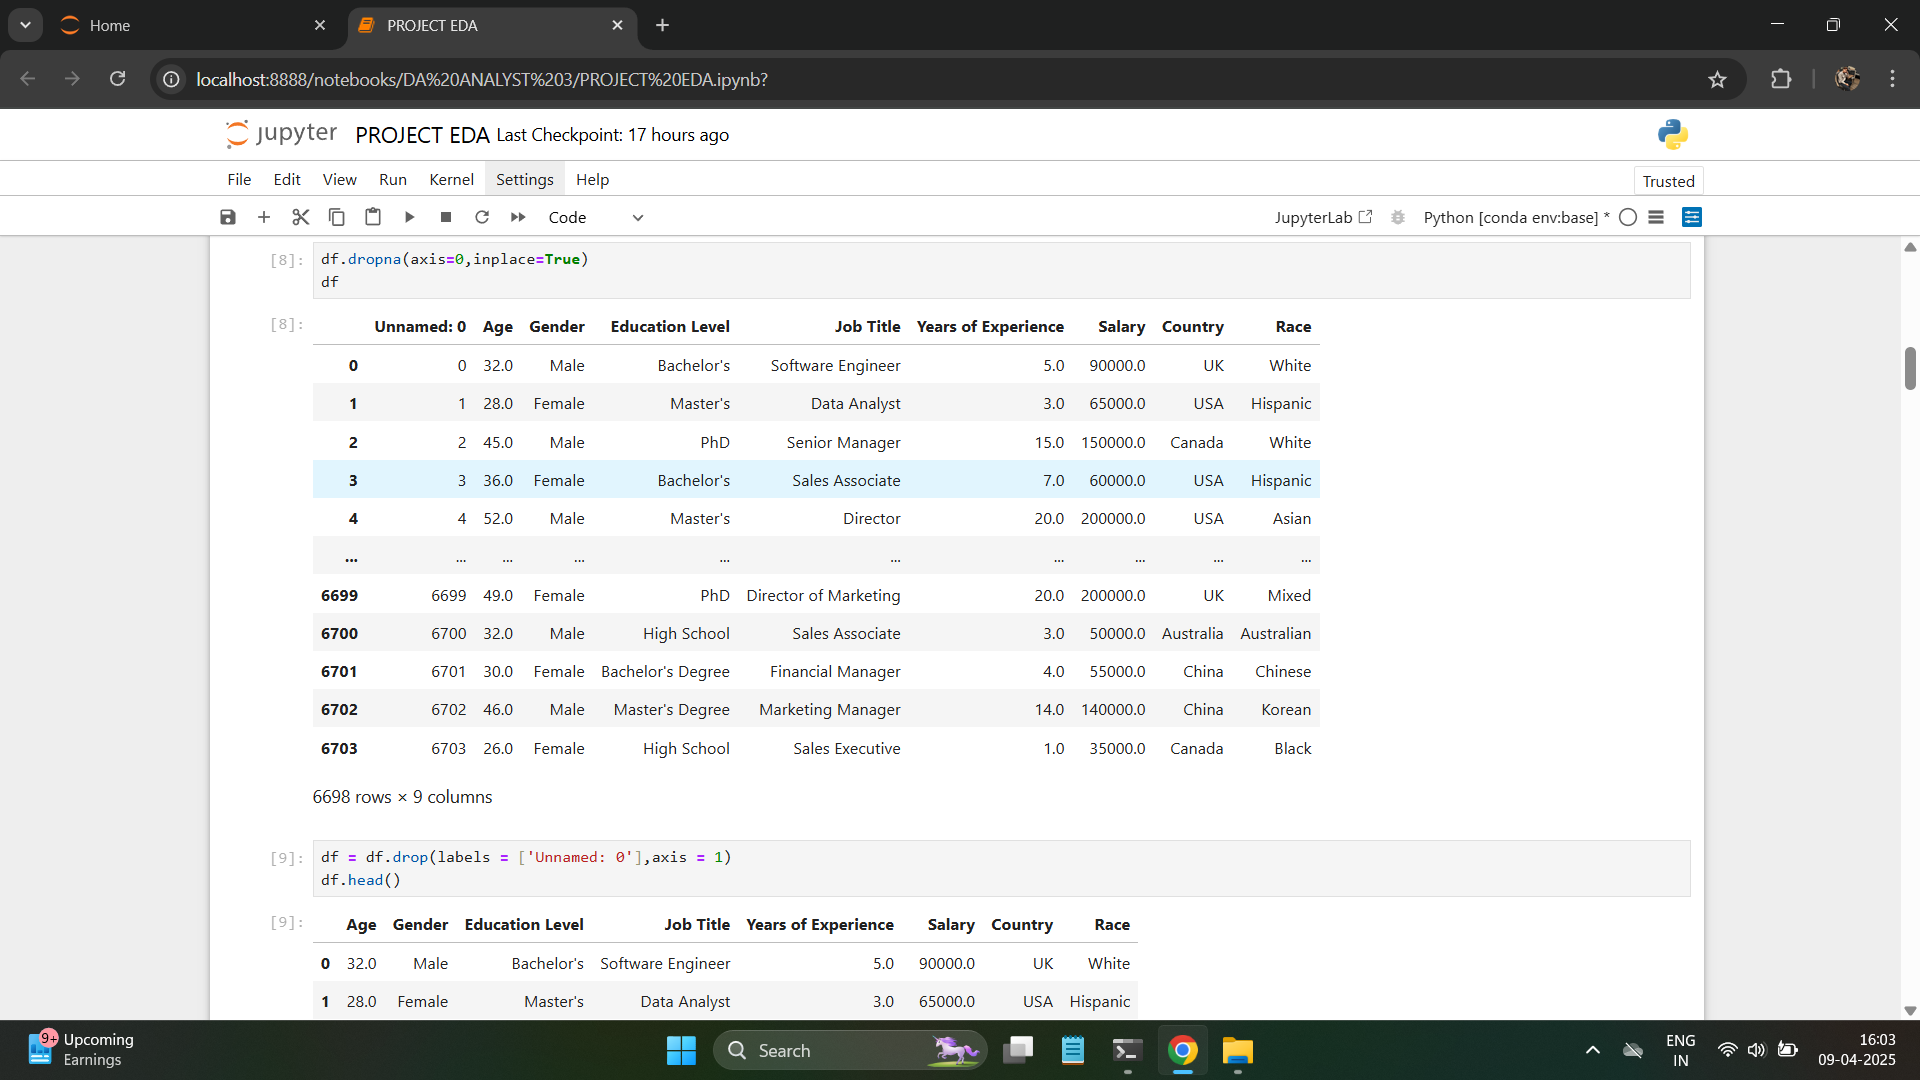 Home
PROJECT EDA
localhost:8888/notebooks/DA%20ANALYST%203/PROJECT%20EDA.ipynb?
jupyter PROJECT EDA Last Checkpoint: 17 hours ago
File Edit View Run Kernel Settings Help
Trusted
Code
JupyterLab Python [conda env:base] *
[8]: df.dropna(axis=0,inplace=True)
df
[8]: Unnamed: 0 Age Gender Education Level Job Title Years of Experience Salary Country Race
0 0 32.0 Male Bachelor's Software Engineer 5.0 90000.0 UK White
1 1 28.0 Female Master's Data Analyst 3.0 65000.0 USA Hispanic
2 2 45.0 Male PhD Senior Manager 15.0 150000.0 Canada White
3 3 36.0 Female Bachelor's Sales Associate 7.0 60000.0 USA Hispanic
4 4 52.0 Male Master's Director 20.0 200000.0 USA Asian
... ... ... ... ... ... ... ... ... ...
6699 6699 49.0 Female PhD Director of Marketing 20.0 200000.0 UK Mixed
6700 6700 32.0 Male High School Sales Associate 3.0 50000.0 Australia Australian
6701 6701 30.0 Female Bachelor's Degree Financial Manager 4.0 55000.0 China Chinese
6702 6702 46.0 Male Master's Degree Marketing Manager 14.0 140000.0 China Korean
6703 6703 26.0 Female High School Sales Executive 1.0 35000.0 Canada Black
6698 rows × 9 columns
[9]: df = df.drop(labels = ['Unnamed: 0'],axis = 1)
df.head()
[9]: Age Gender Education Level Job Title Years of Experience Salary Country Race
0 32.0 Male Bachelor's Software Engineer 5.0 90000.0 UK White
1 28.0 Female Master's Data Analyst 3.0 65000.0 USA Hispanic
9+ Upcoming
Earnings
Search
ENG
IN
16:03
09-04-2025